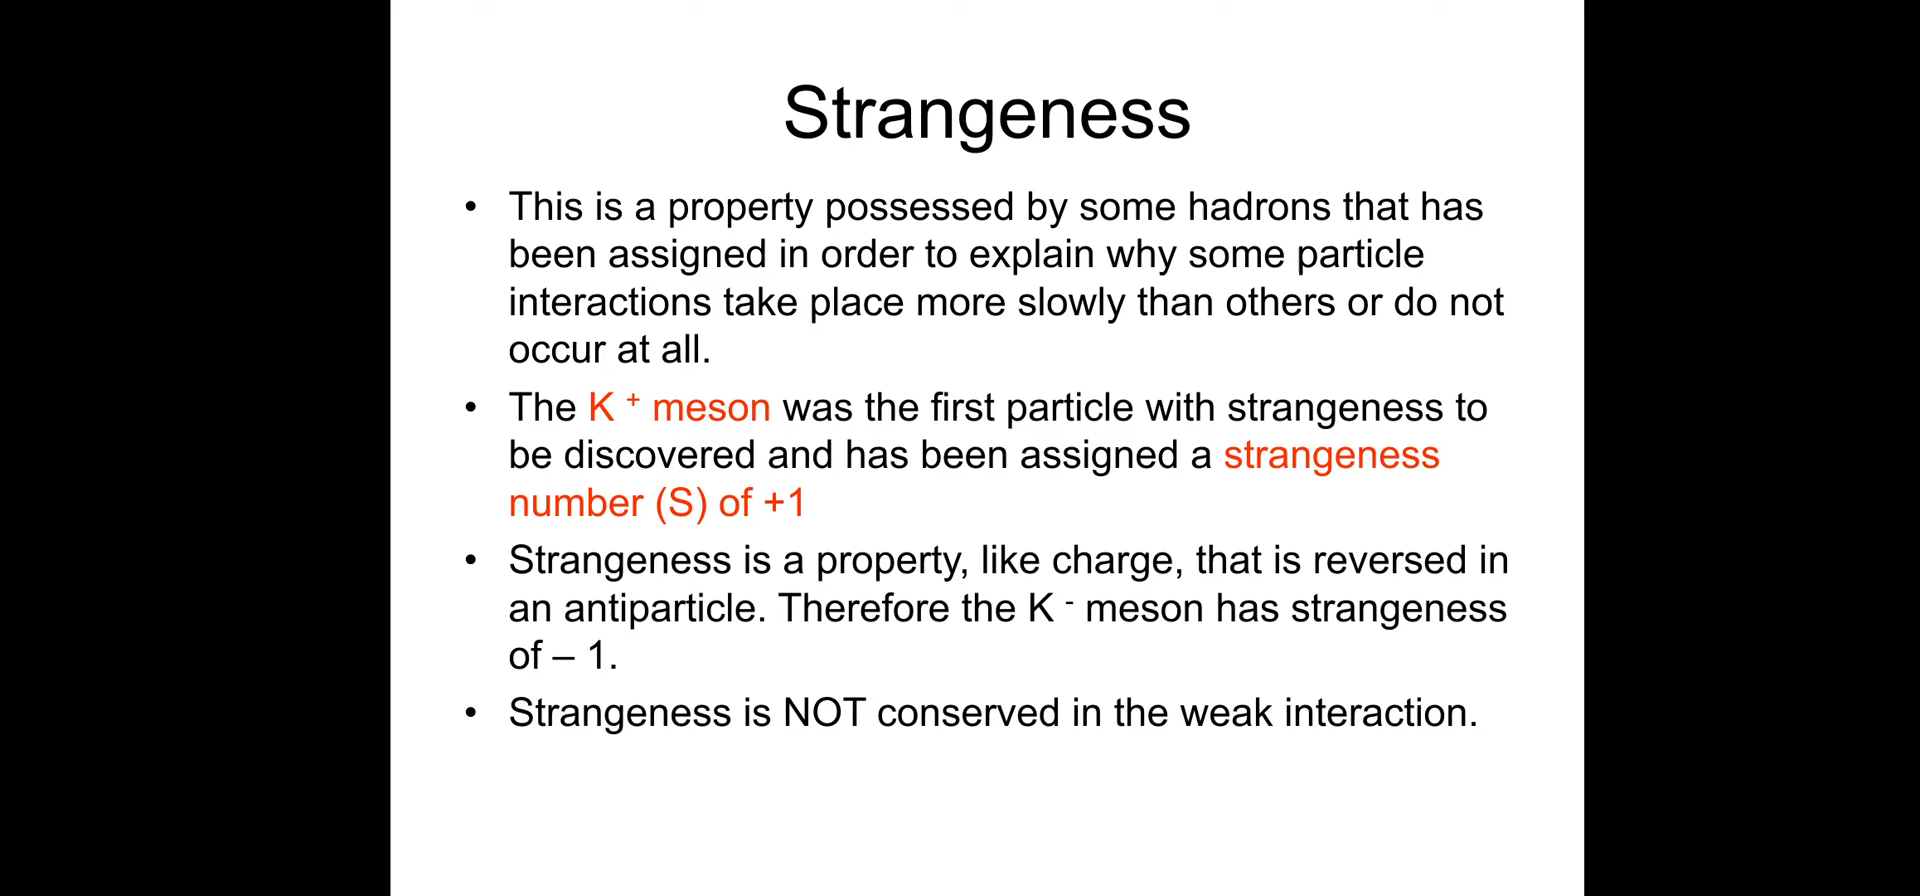 Strangeness
• This is a property possessed by some hadrons that has
been assigned in order to explain why some particle
interactions take place more slowly than others or do not
occur at all.
• The K + meson was the first particle with strangeness to
be discovered and has been assigned a strangeness
number (S) of +1
• Strangeness is a property, like charge, that is reversed in
an antiparticle. Therefore the K - meson has strangeness
of – 1.
• Strangeness is NOT conserved in the weak interaction.